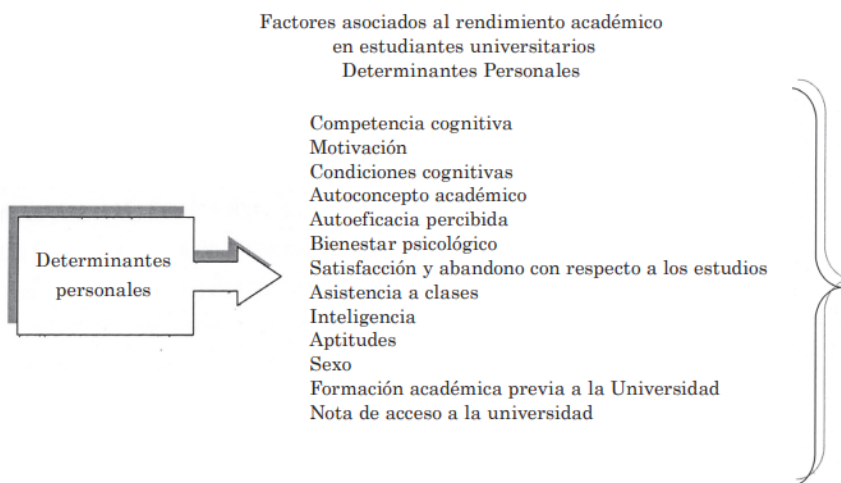 Factores asociados al rendimiento académico
en estudiantes universitarios
Determinantes Personales
Competencia cognitiva
Motivación
Condiciones cognitivas
Autoconcepto académico
Autoeficacia percibida
Bienestar psicológico
Satisfacción y abandono con respecto a los estudios
Asistencia a clases
Inteligencia
Aptitudes
Sexo
Formación académica previa a la Universidad
Nota de acceso a la universidad
Determinantes
personales